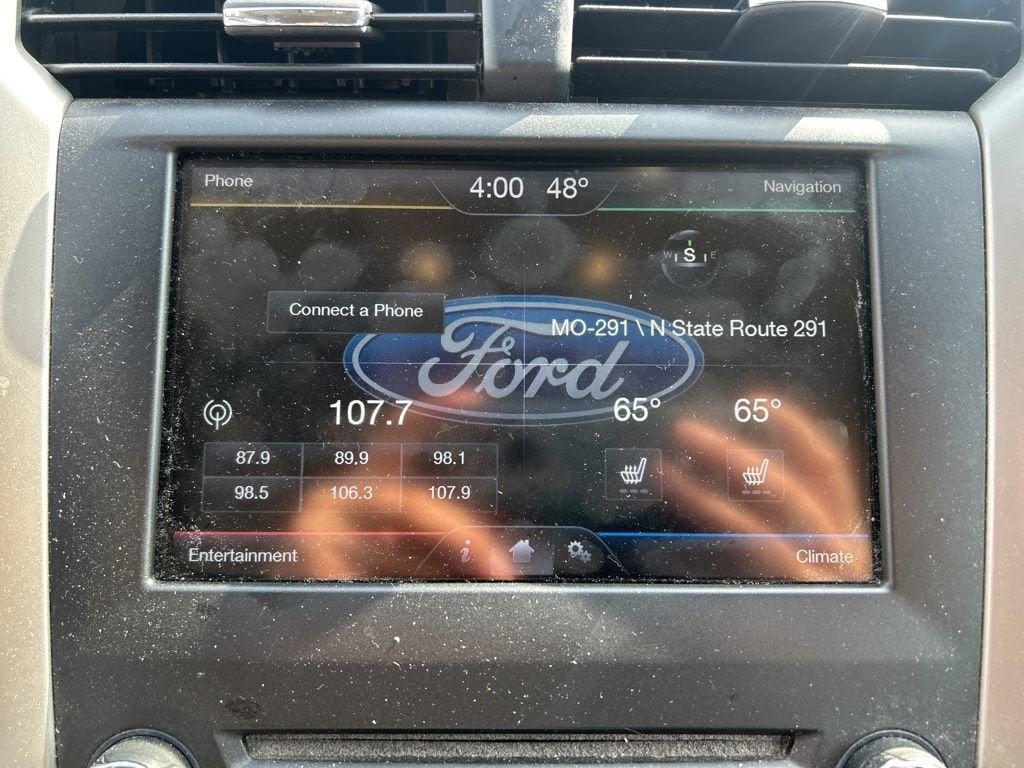 Phone
4:00 48°
Navigation
W S E
Connect a Phone
Ford
MO-291 \ N State Route 291
107.7
65° 65°
87.9 89.9 98.1
98.5 106.3 107.9
Entertainment
i
Climate